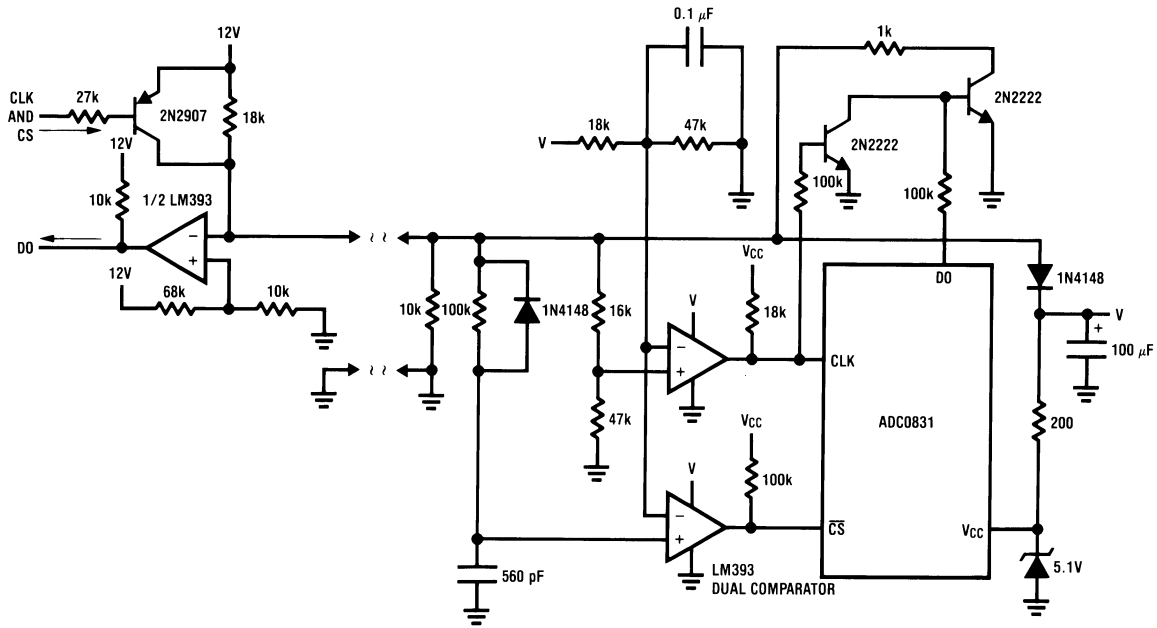 0.1 μF
1k
12V
2N2222
CLK
AND
CS
27k
2N2907
18k
12V
V
18k
47k
2N2222
100k
100k
10k
1/2 LM393
DO
12V
68k
10k
~ ~
~ ~
10k
100k
1N4148
16k
47k
VCC
18k
V
−
+
−
+
DO
CLK
ADC0831
CS
VCC
1N4148
V
+
100 μF
200
5.1V
VCC
100k
V
−
+
560 pF
LM393
DUAL COMPARATOR